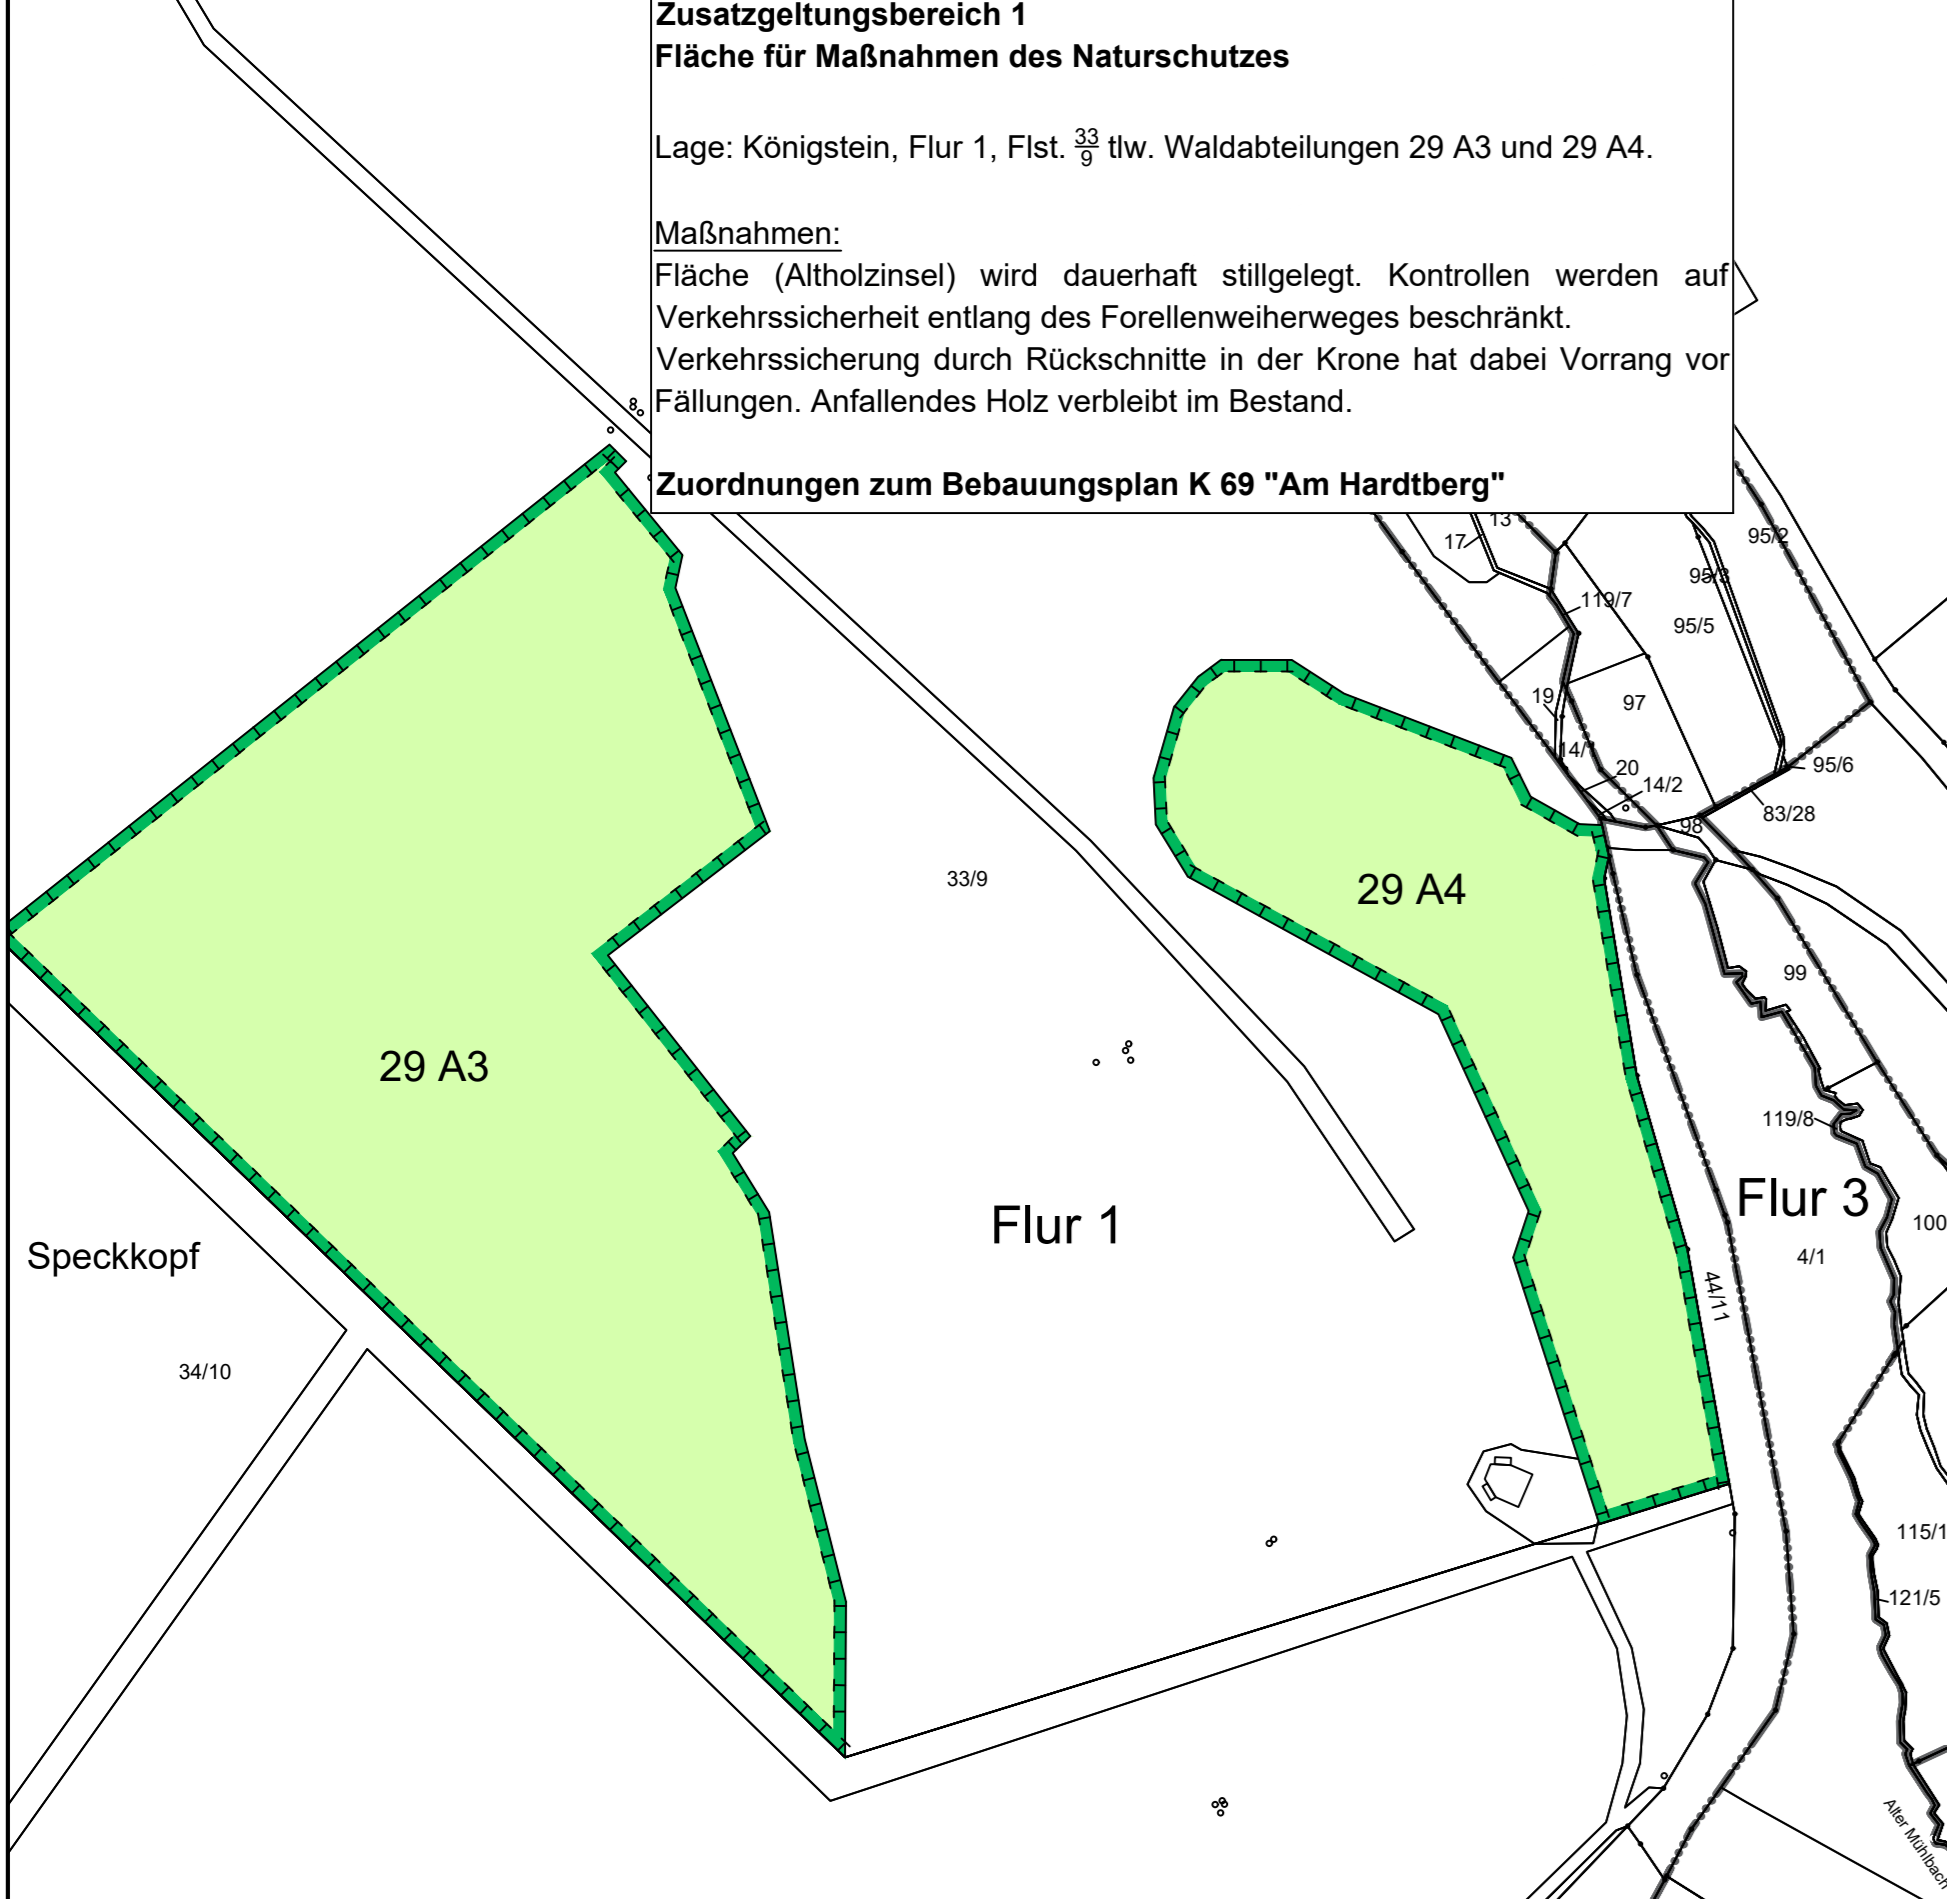 Zusatzgeltungsbereich 1
Fläche für Maßnahmen des Naturschutzes
Lage: Königstein, Flur 1, Flst. 33/9 tlw. Waldabteilungen 29 A3 und 29 A4.
Maßnahmen:
Fläche (Altholzinsel) wird dauerhaft stillgelegt. Kontrollen werden auf
Verkehrssicherheit entlang des Forellenweiherweges beschränkt.
Verkehrssicherung durch Rückschnitte in der Krone hat dabei Vorrang vor
Fällungen. Anfallendes Holz verbleibt im Bestand.
Zuordnungen zum Bebauungsplan K 69 "Am Hardtberg"
13
17
95/2
95/3
119/7
95/5
19
97
14/1
20
95/6
14/2
83/28
98
33/9
29 A4
99
29 A3
119/8
Flur 3
Flur 1
100
Speckkopf
4/1
44/11
34/10
115/1
121/5
Alter Mühlbach